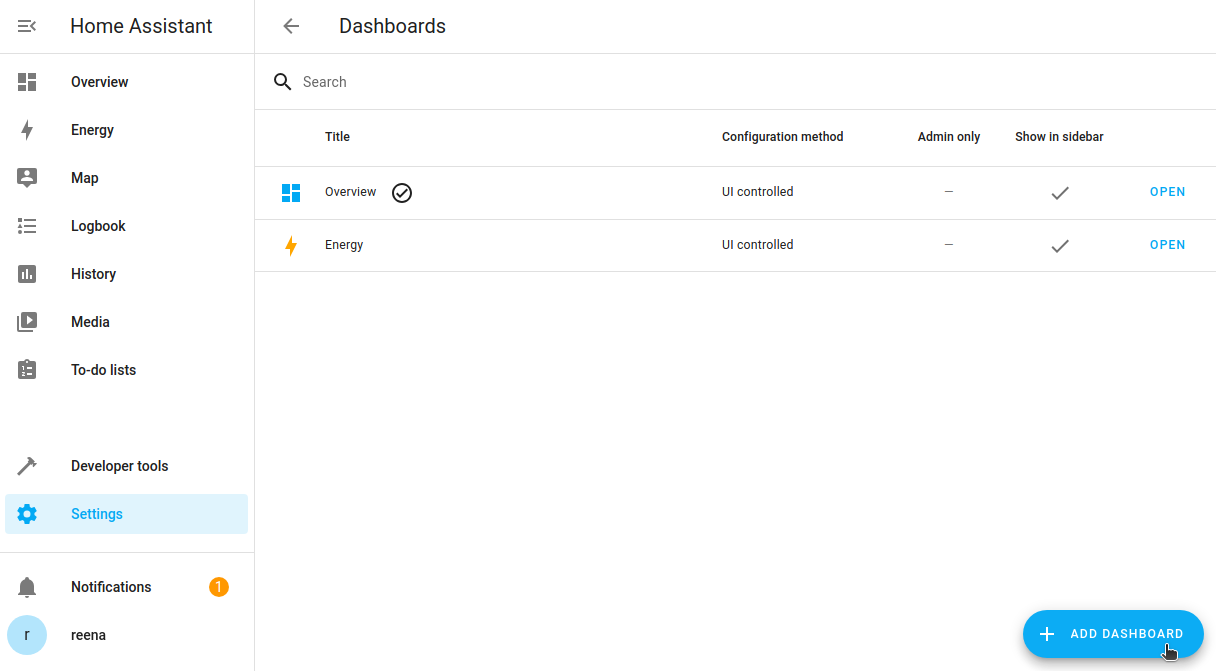 Home Assistant
Dashboards
Overview
Energy
Map
Logbook
History
Media
To-do lists
Developer tools
Settings
Notifications 1
r reena
Search
Title Configuration method Admin only Show in sidebar
Overview UI controlled — OPEN
Energy UI controlled — OPEN
ADD DASHBOARD